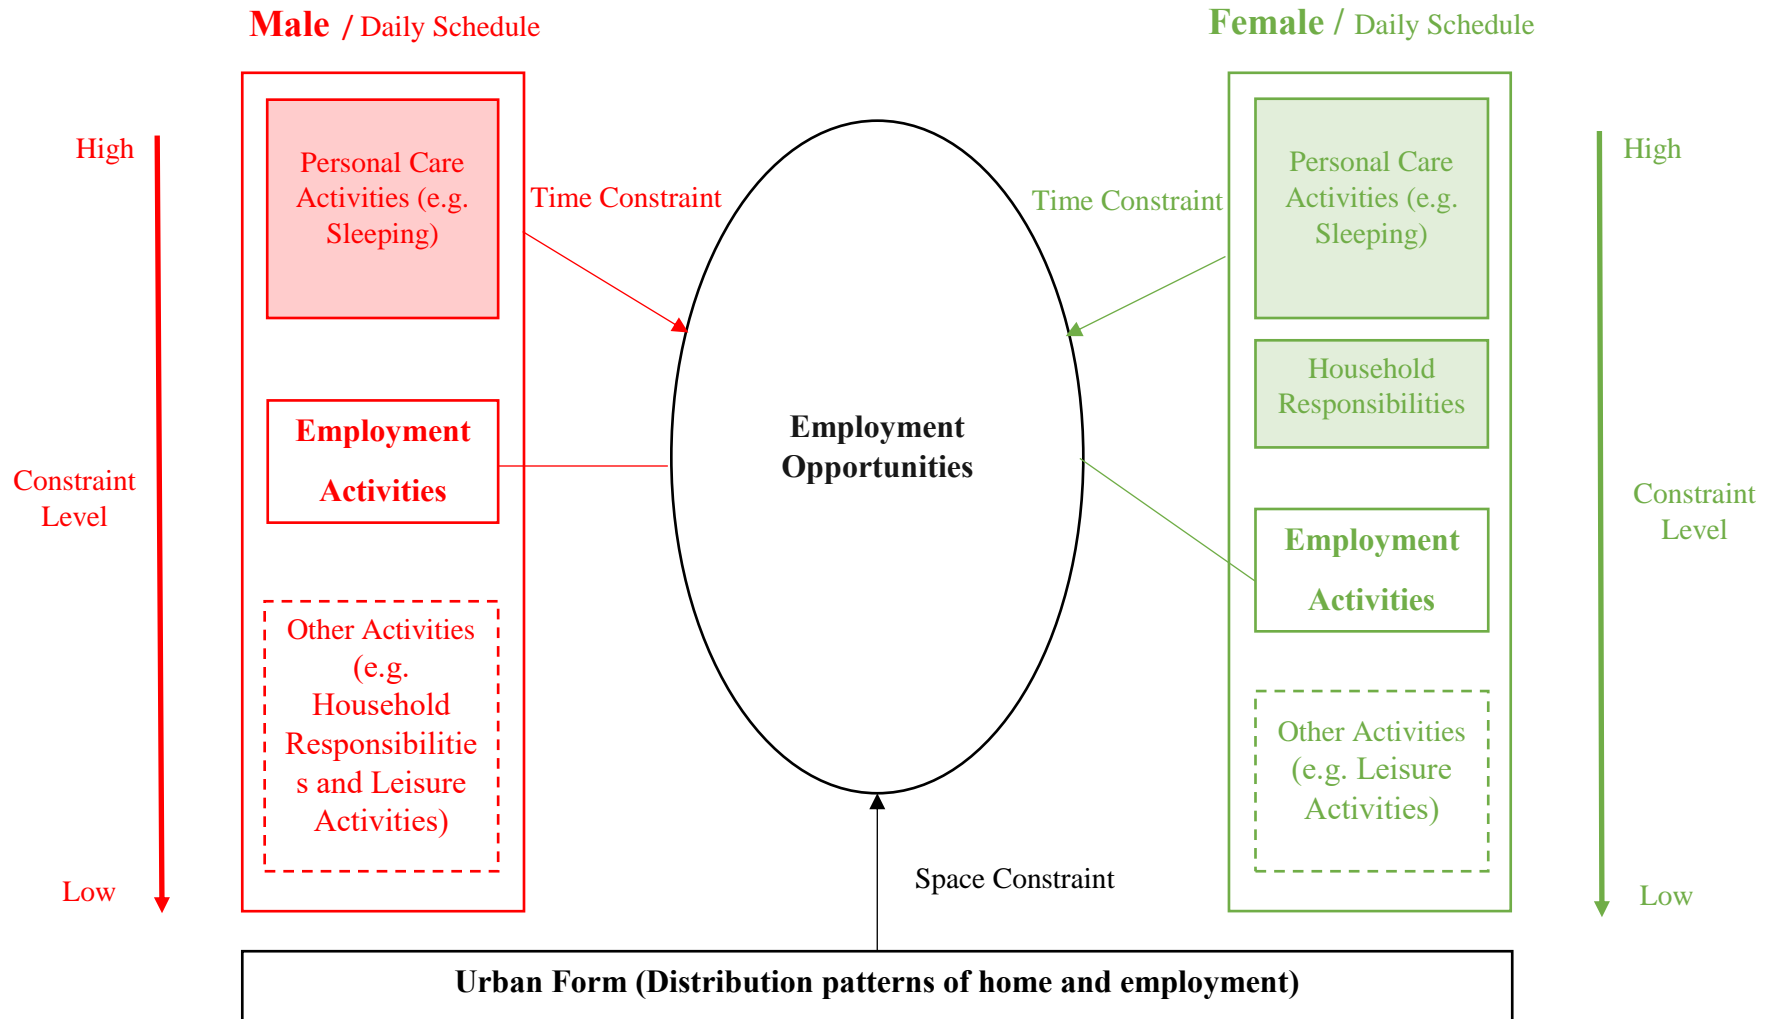 Male / Daily Schedule
Female / Daily Schedule
High
Constraint
Level
Low
Personal Care
Activities (e.g.
Sleeping)
Employment
Activities
Other Activities
(e.g.
Household
Responsibilitie
s and Leisure
Activities)
Time Constraint
Employment
Opportunities
Time Constraint
Personal Care
Activities (e.g.
Sleeping)
Household
Responsibilities
Employment
Activities
Other Activities
(e.g. Leisure
Activities)
High
Constraint
Level
Low
Space Constraint
Urban Form (Distribution patterns of home and employment)